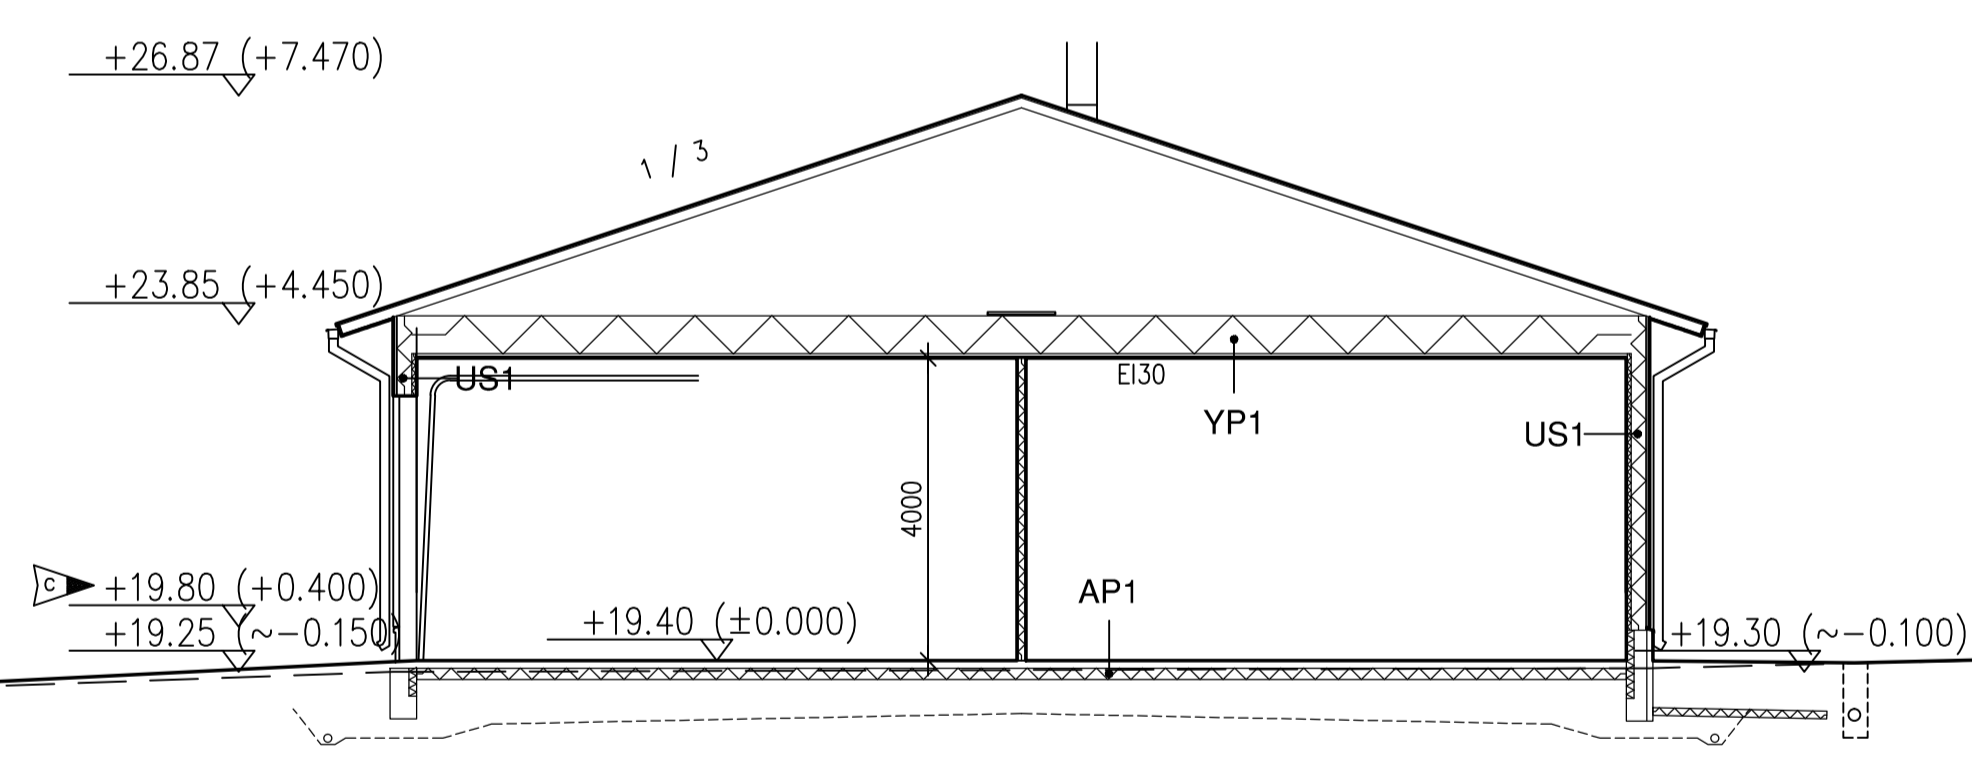 +26.87 (+7.470)
1 / 3
+23.85 (+4.450)
US1
EI30
YP1
US1
4000
c
+19.80 (+0.400)
AP1
+19.40 (±0.000)
+19.25 (~-0.150)
+19.30 (~-0.100)